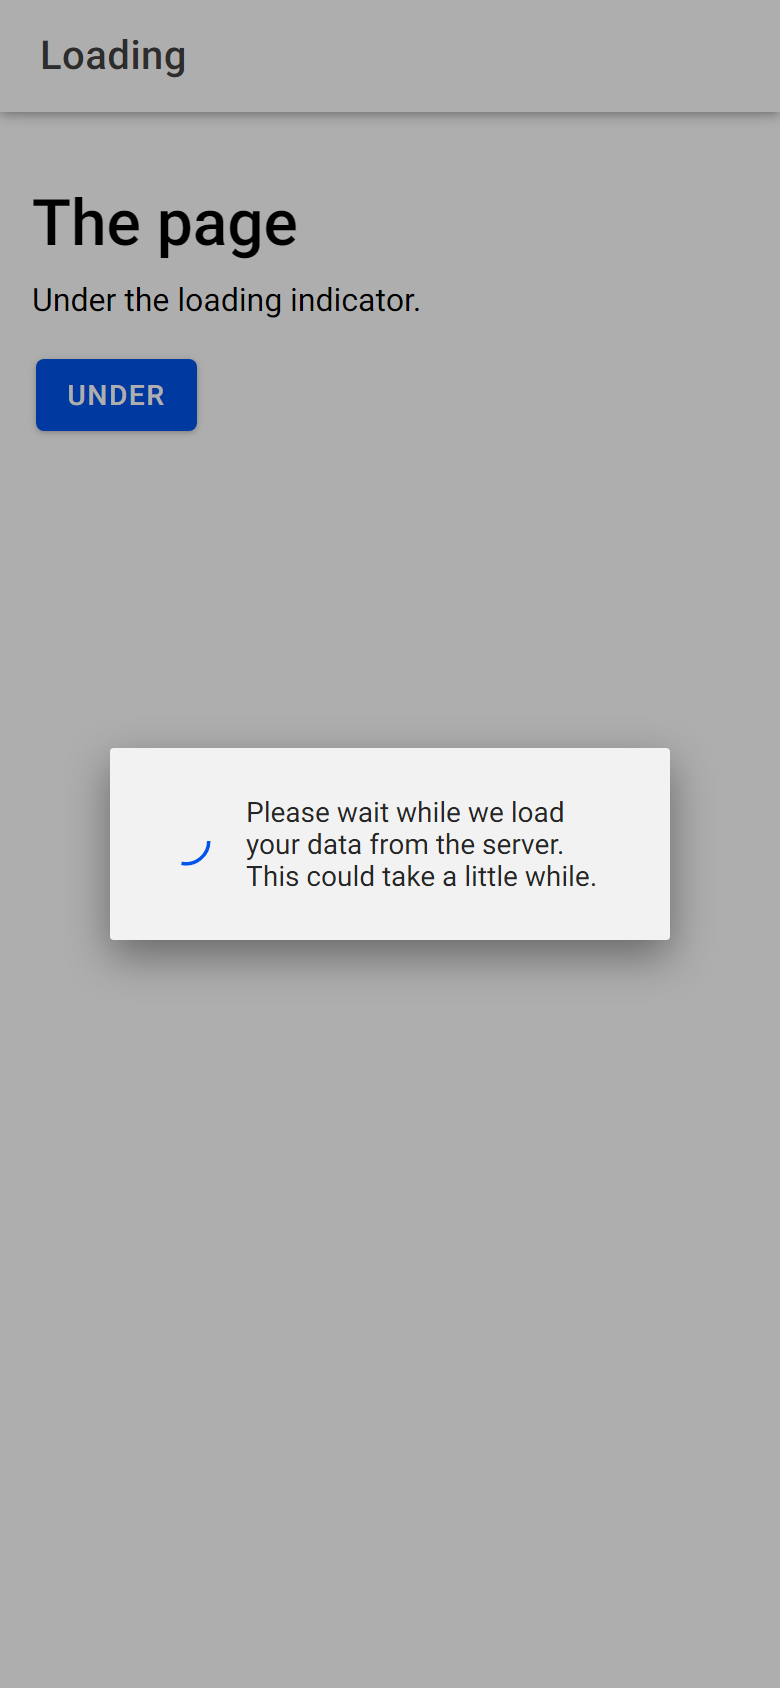 Loading
The page
Under the loading indicator.
UNDER
Please wait while we load
your data from the server.
This could take a little while.